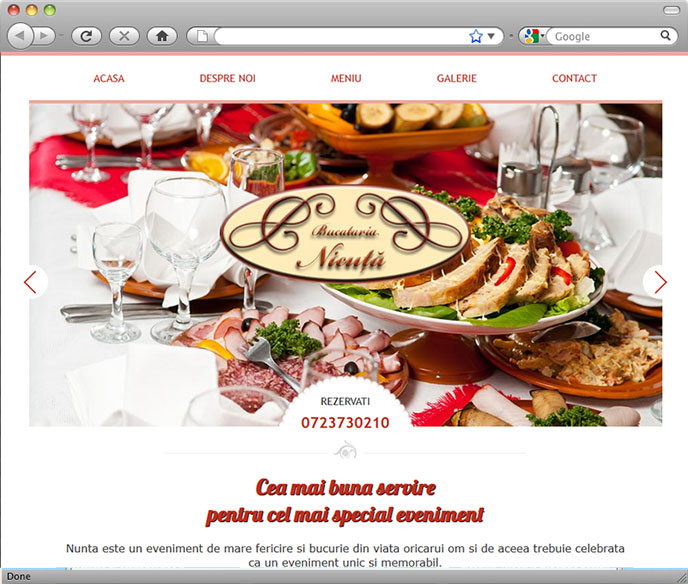 Google
ACASA DESPRE NOI MENIU GALERIE CONTACT
Bucataria
Nicuță
REZERVATI
0723730210
Cea mai buna servire
pentru cel mai special eveniment
Nunta este un eveniment de mare fericire si bucurie din viata oricarui om si de aceea trebuie celebrata
ca un eveniment unic si memorabil.
Done